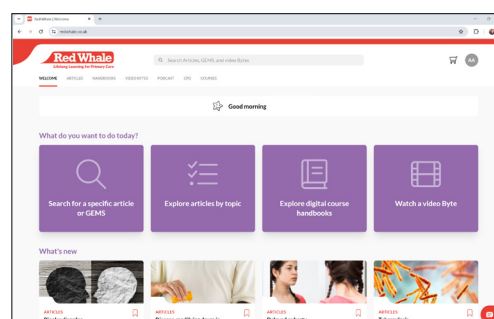 Red Whale | Welcome
redwhale.co.uk
Red Whale
Lifelong Learning for Primary Care
Search Articles, GEMS, and video Bytes
AA
WELCOME ARTICLES HANDBOOKS VIDEO BYTES PODCAST CPD COURSES
Good morning
What do you want to do today?
Search for a specific article or GEMS
Explore articles by topic
Explore digital course handbooks
Watch a video Byte
What's new
ARTICLES ARTICLES ARTICLES ARTICLES